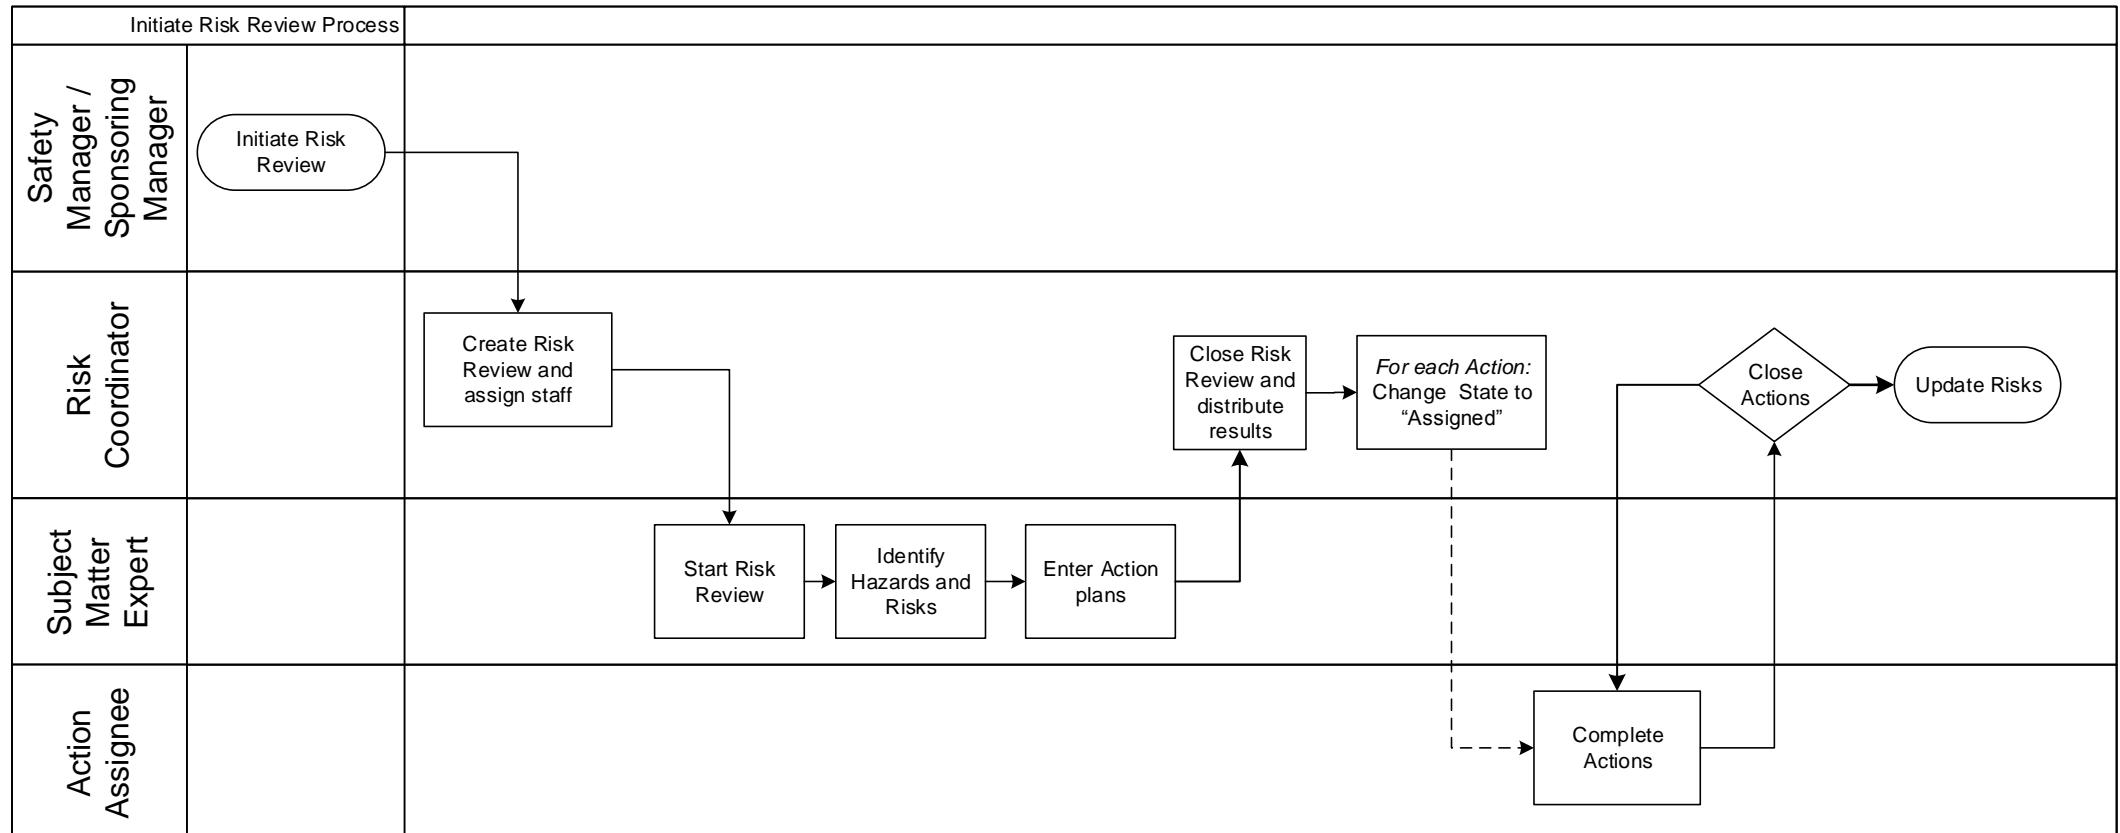 Initiate Risk Review Process
Safety
Manager /
Sponsoring
Manager
Initiate Risk
Review
Risk
Coordinator
Create Risk
Review and
assign staff
Close Risk
Review and
distribute
results
For each Action:
Change State to
“Assigned”
Close
Actions
Update Risks
Subject
Matter
Expert
Start Risk
Review
Identify
Hazards and
Risks
Enter Action
plans
Action
Assignee
Complete
Actions